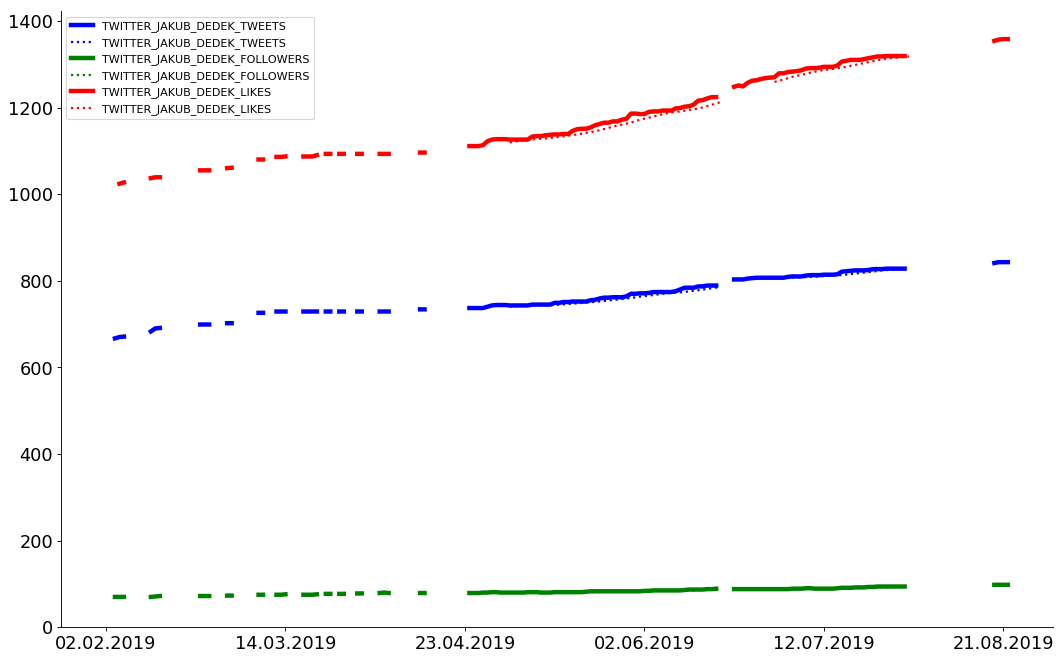 1400
1200
1000
800
600
400
200
0
TWITTER_JAKUB_DEDEK_TWEETS
TWITTER_JAKUB_DEDEK_TWEETS
TWITTER_JAKUB_DEDEK_FOLLOWERS
TWITTER_JAKUB_DEDEK_FOLLOWERS
TWITTER_JAKUB_DEDEK_LIKES
TWITTER_JAKUB_DEDEK_LIKES
02.02.2019 14.03.2019 23.04.2019 02.06.2019 12.07.2019 21.08.2019